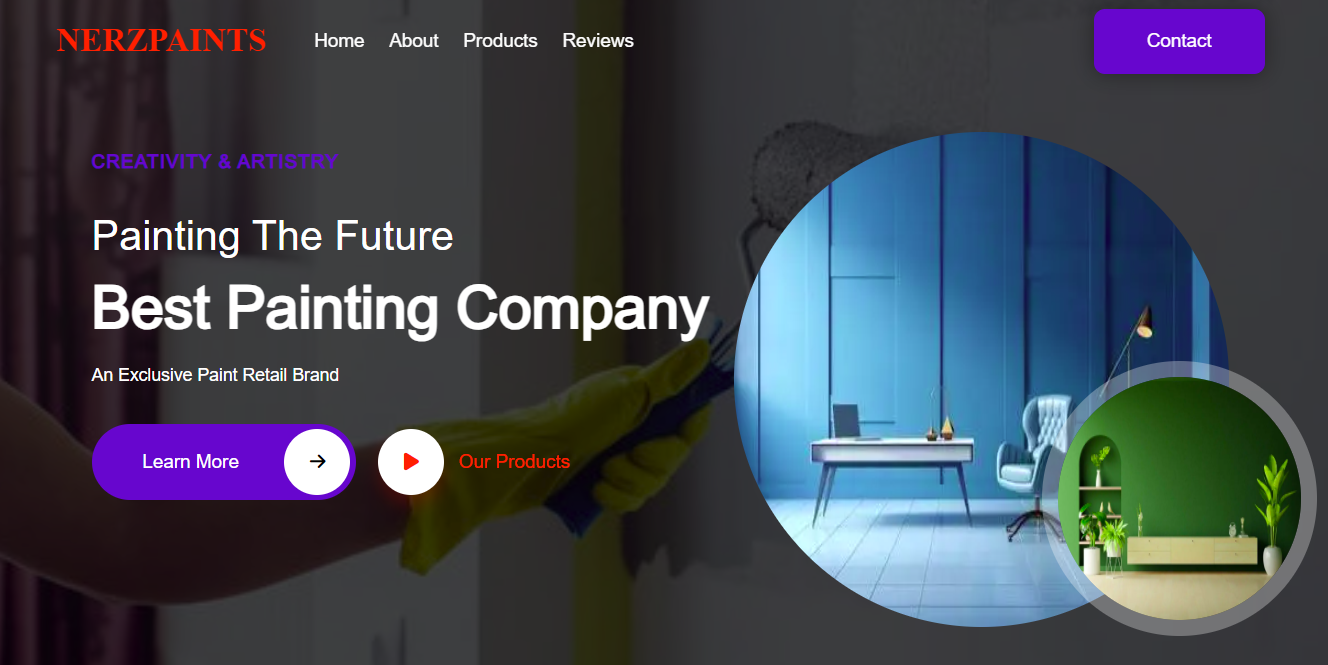 NERZPAINTS
Home About Products Reviews
Contact
CREATIVITY & ARTISTRY
Painting The Future
Best Painting Company
An Exclusive Paint Retail Brand
Learn More
Our Products